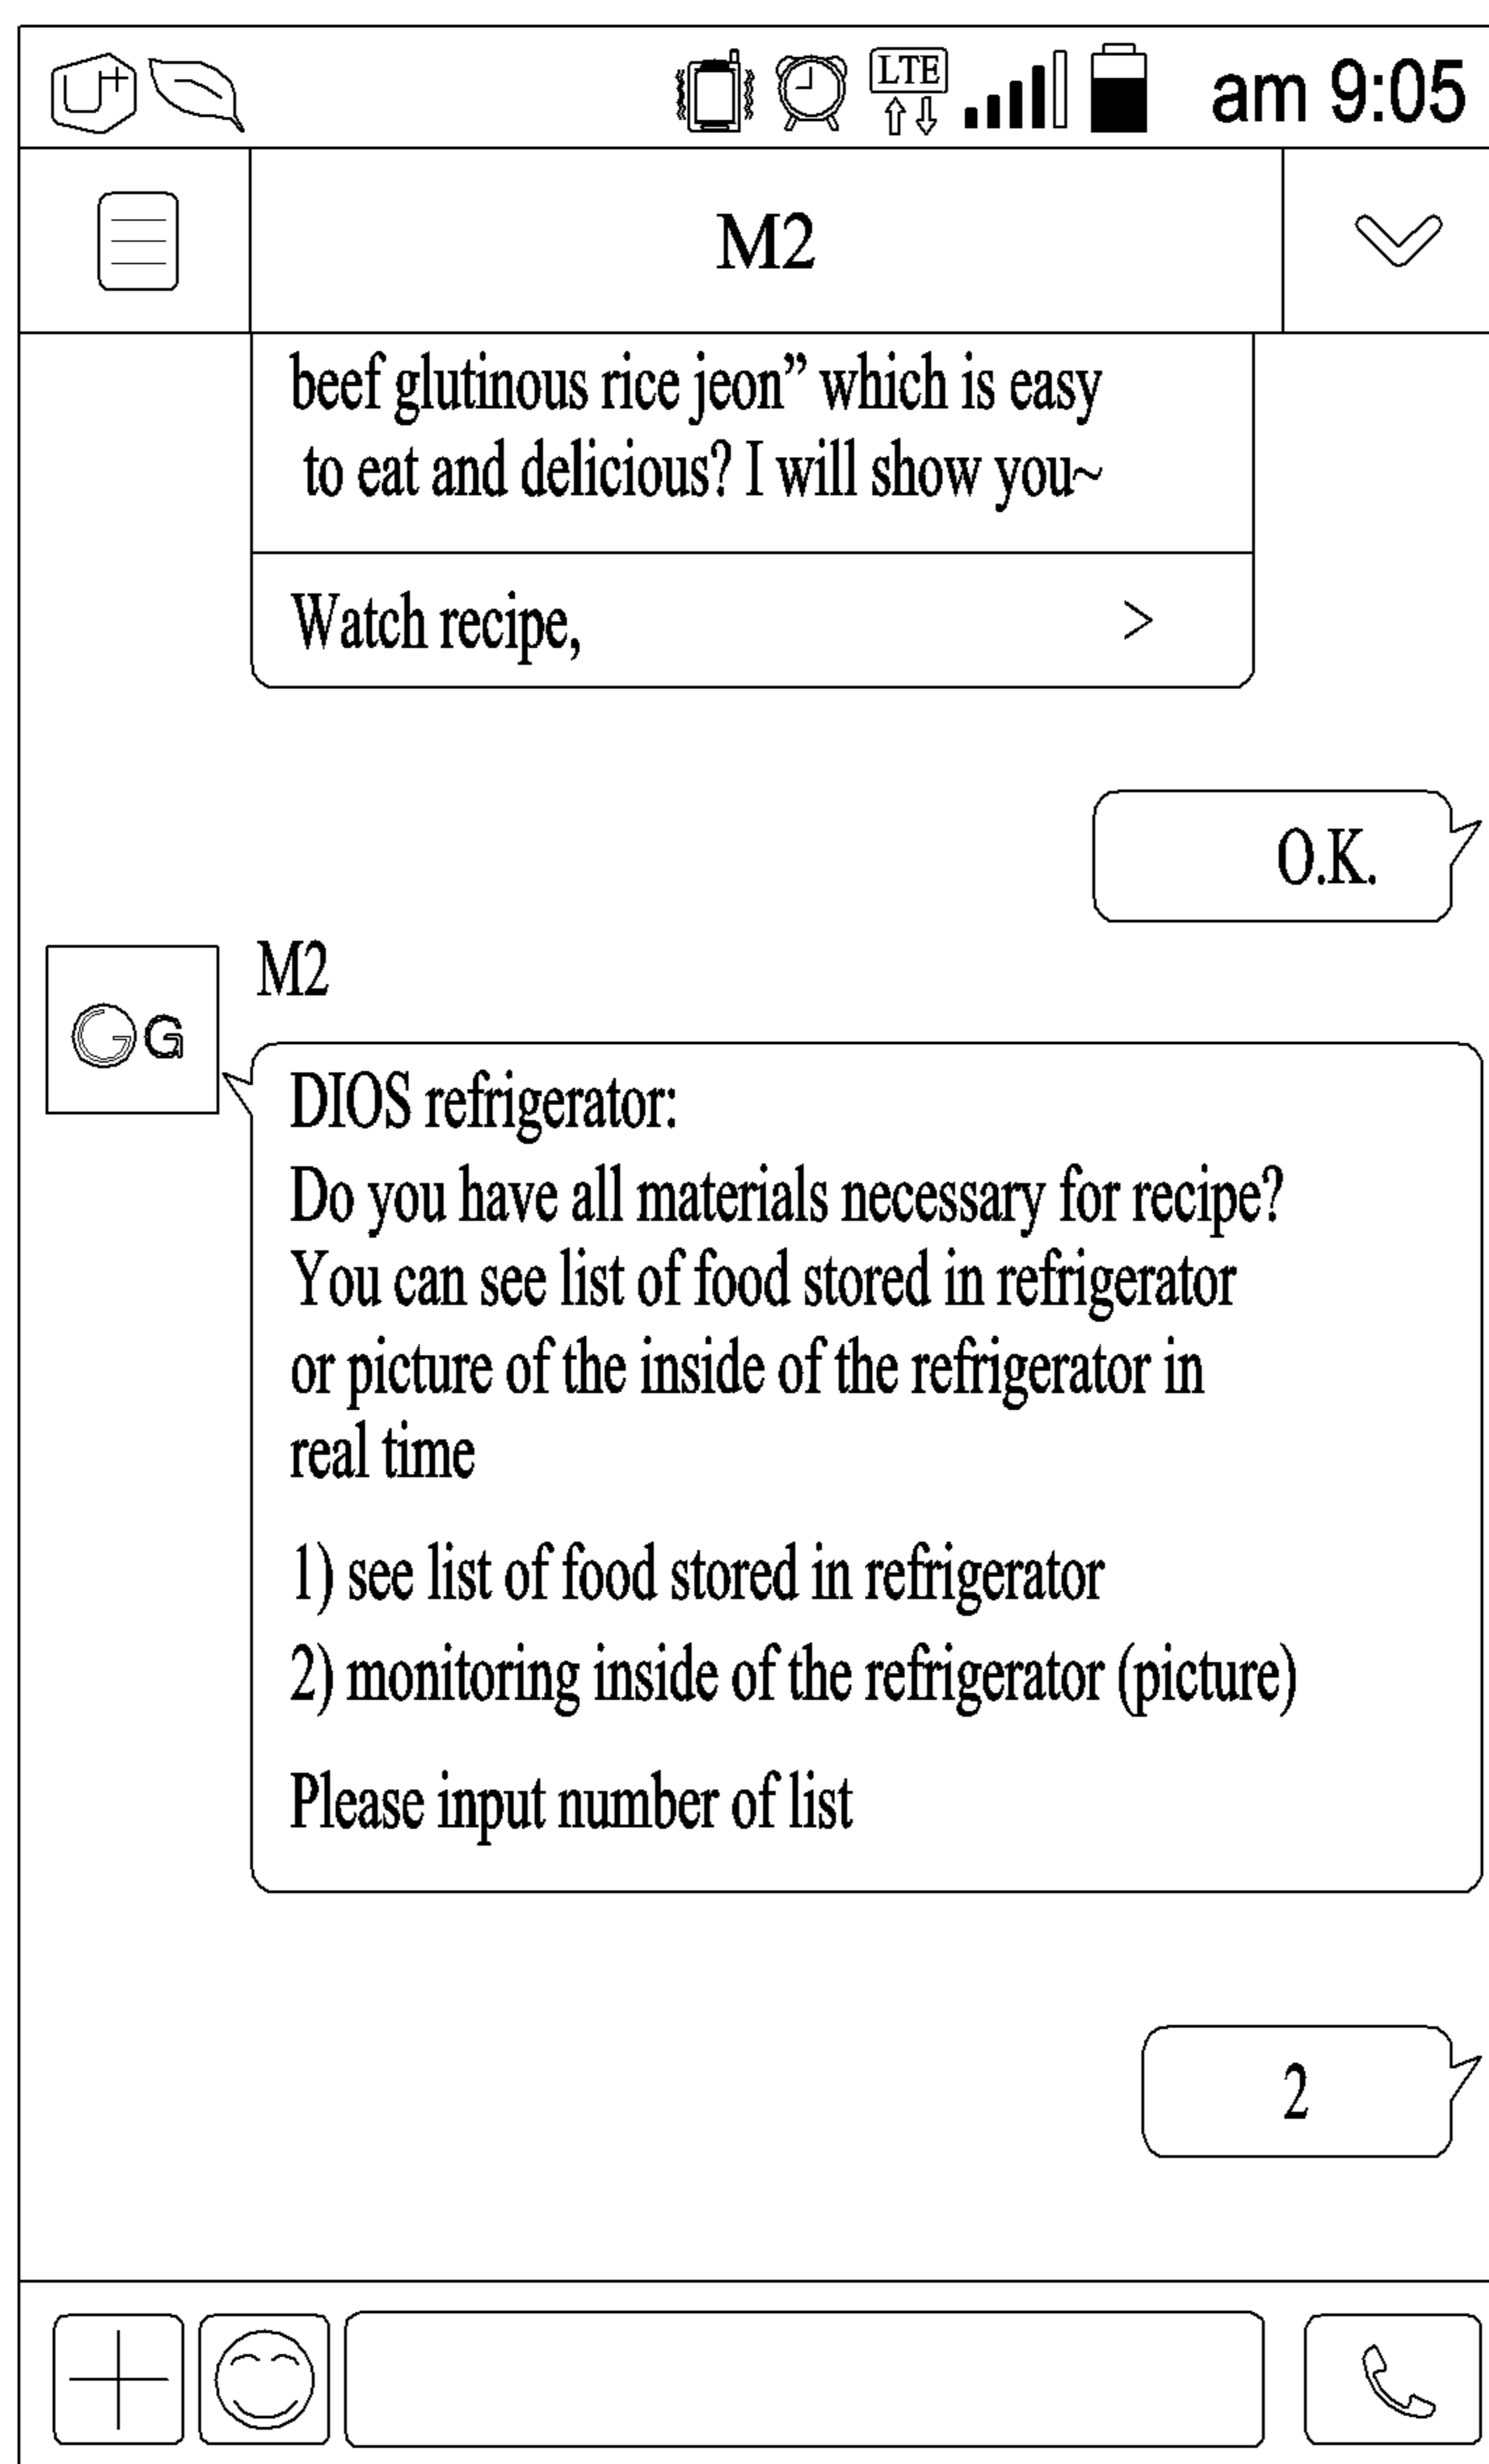 U+
LTE
am 9:05
M2
beef glutinous rice jeon” which is easy
to eat and delicious? I will show you~
Watch recipe, >
O.K.
M2
G G
DIOS refrigerator:
Do you have all materials necessary for recipe?
You can see list of food stored in refrigerator
or picture of the inside of the refrigerator in
real time
1) see list of food stored in refrigerator
2) monitoring inside of the refrigerator (picture)
Please input number of list
2